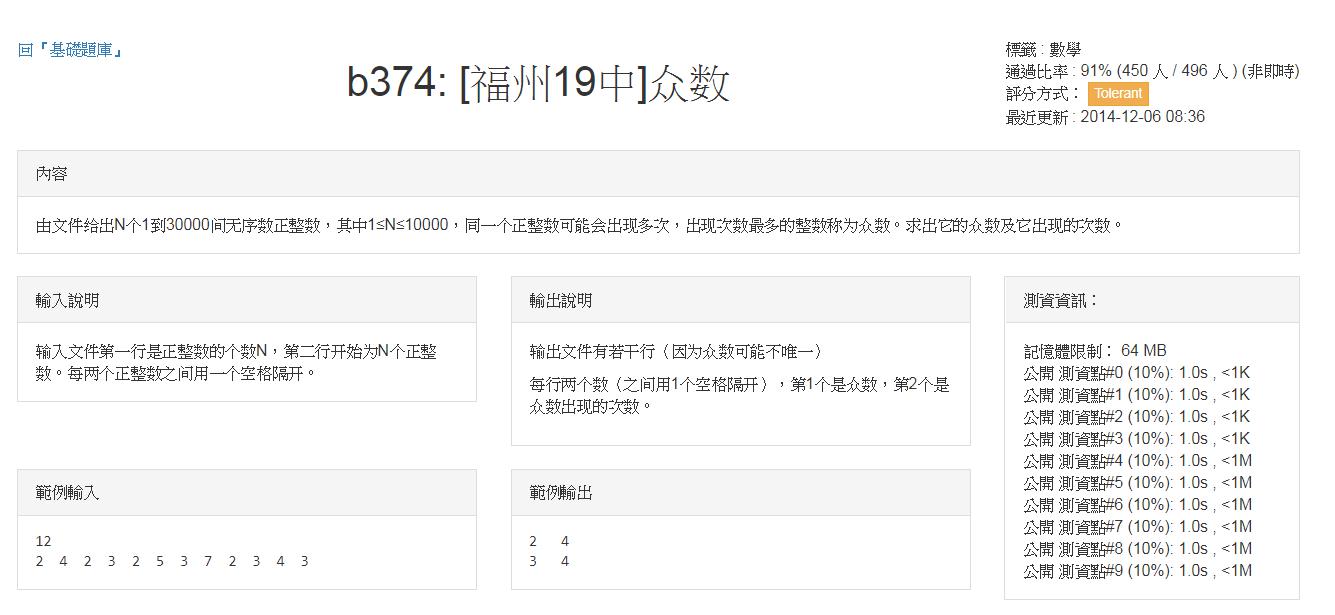 回『基礎題庫』
b374: [福州19中]众数
標籤 : 數學
通過比率 : 91% (450 人 / 496 人 ) (非即時)
評分方式： Tolerant
最近更新 : 2014-12-06 08:36
內容
由文件给出N个1到30000间无序数正整数，其中1≤N≤10000，同一个正整数可能会出现多次，出现次数最多的整数称为众数。求出它的众数及它出现的次数。
輸入說明
输入文件第一行是正整数的个数N，第二行开始为N个正整
数。每两个正整数之间用一个空格隔开。
輸出說明
输出文件有若干行（因为众数可能不唯一）
每行两个数（之间用1个空格隔开），第1个是众数，第2个是
众数出现的次数。
測資資訊：
記憶體限制： 64 MB
公開 測資點#0 (10%): 1.0s , <1K
公開 測資點#1 (10%): 1.0s , <1K
公開 測資點#2 (10%): 1.0s , <1K
公開 測資點#3 (10%): 1.0s , <1K
公開 測資點#4 (10%): 1.0s , <1M
公開 測資點#5 (10%): 1.0s , <1M
公開 測資點#6 (10%): 1.0s , <1M
公開 測資點#7 (10%): 1.0s , <1M
公開 測資點#8 (10%): 1.0s , <1M
公開 測資點#9 (10%): 1.0s , <1M
範例輸入
12
2 4 2 3 2 5 3 7 2 3 4 3
範例輸出
2 4
3 4